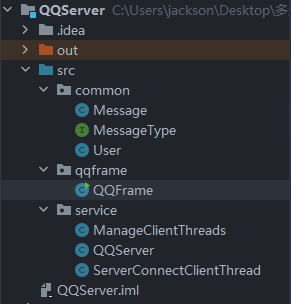 QQServer C:\Users\jackson\Desktop\多
.idea
out
src
common
Message
MessageType
User
qqframe
QQFrame
service
ManageClientThreads
QQServer
ServerConnectClientThread
QQServer.iml